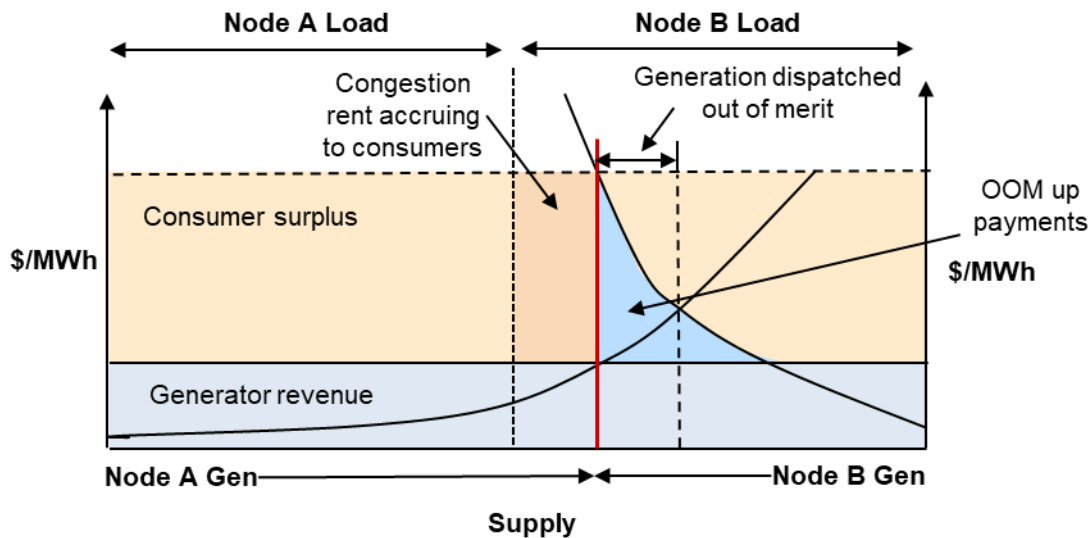 Node A Load
Node B Load
Congestion
rent accruing
to consumers
Generation dispatched
out of merit
Consumer surplus
OOM up
payments
$/MWh
$/MWh
Generator revenue
Node A Gen
Node B Gen
Supply